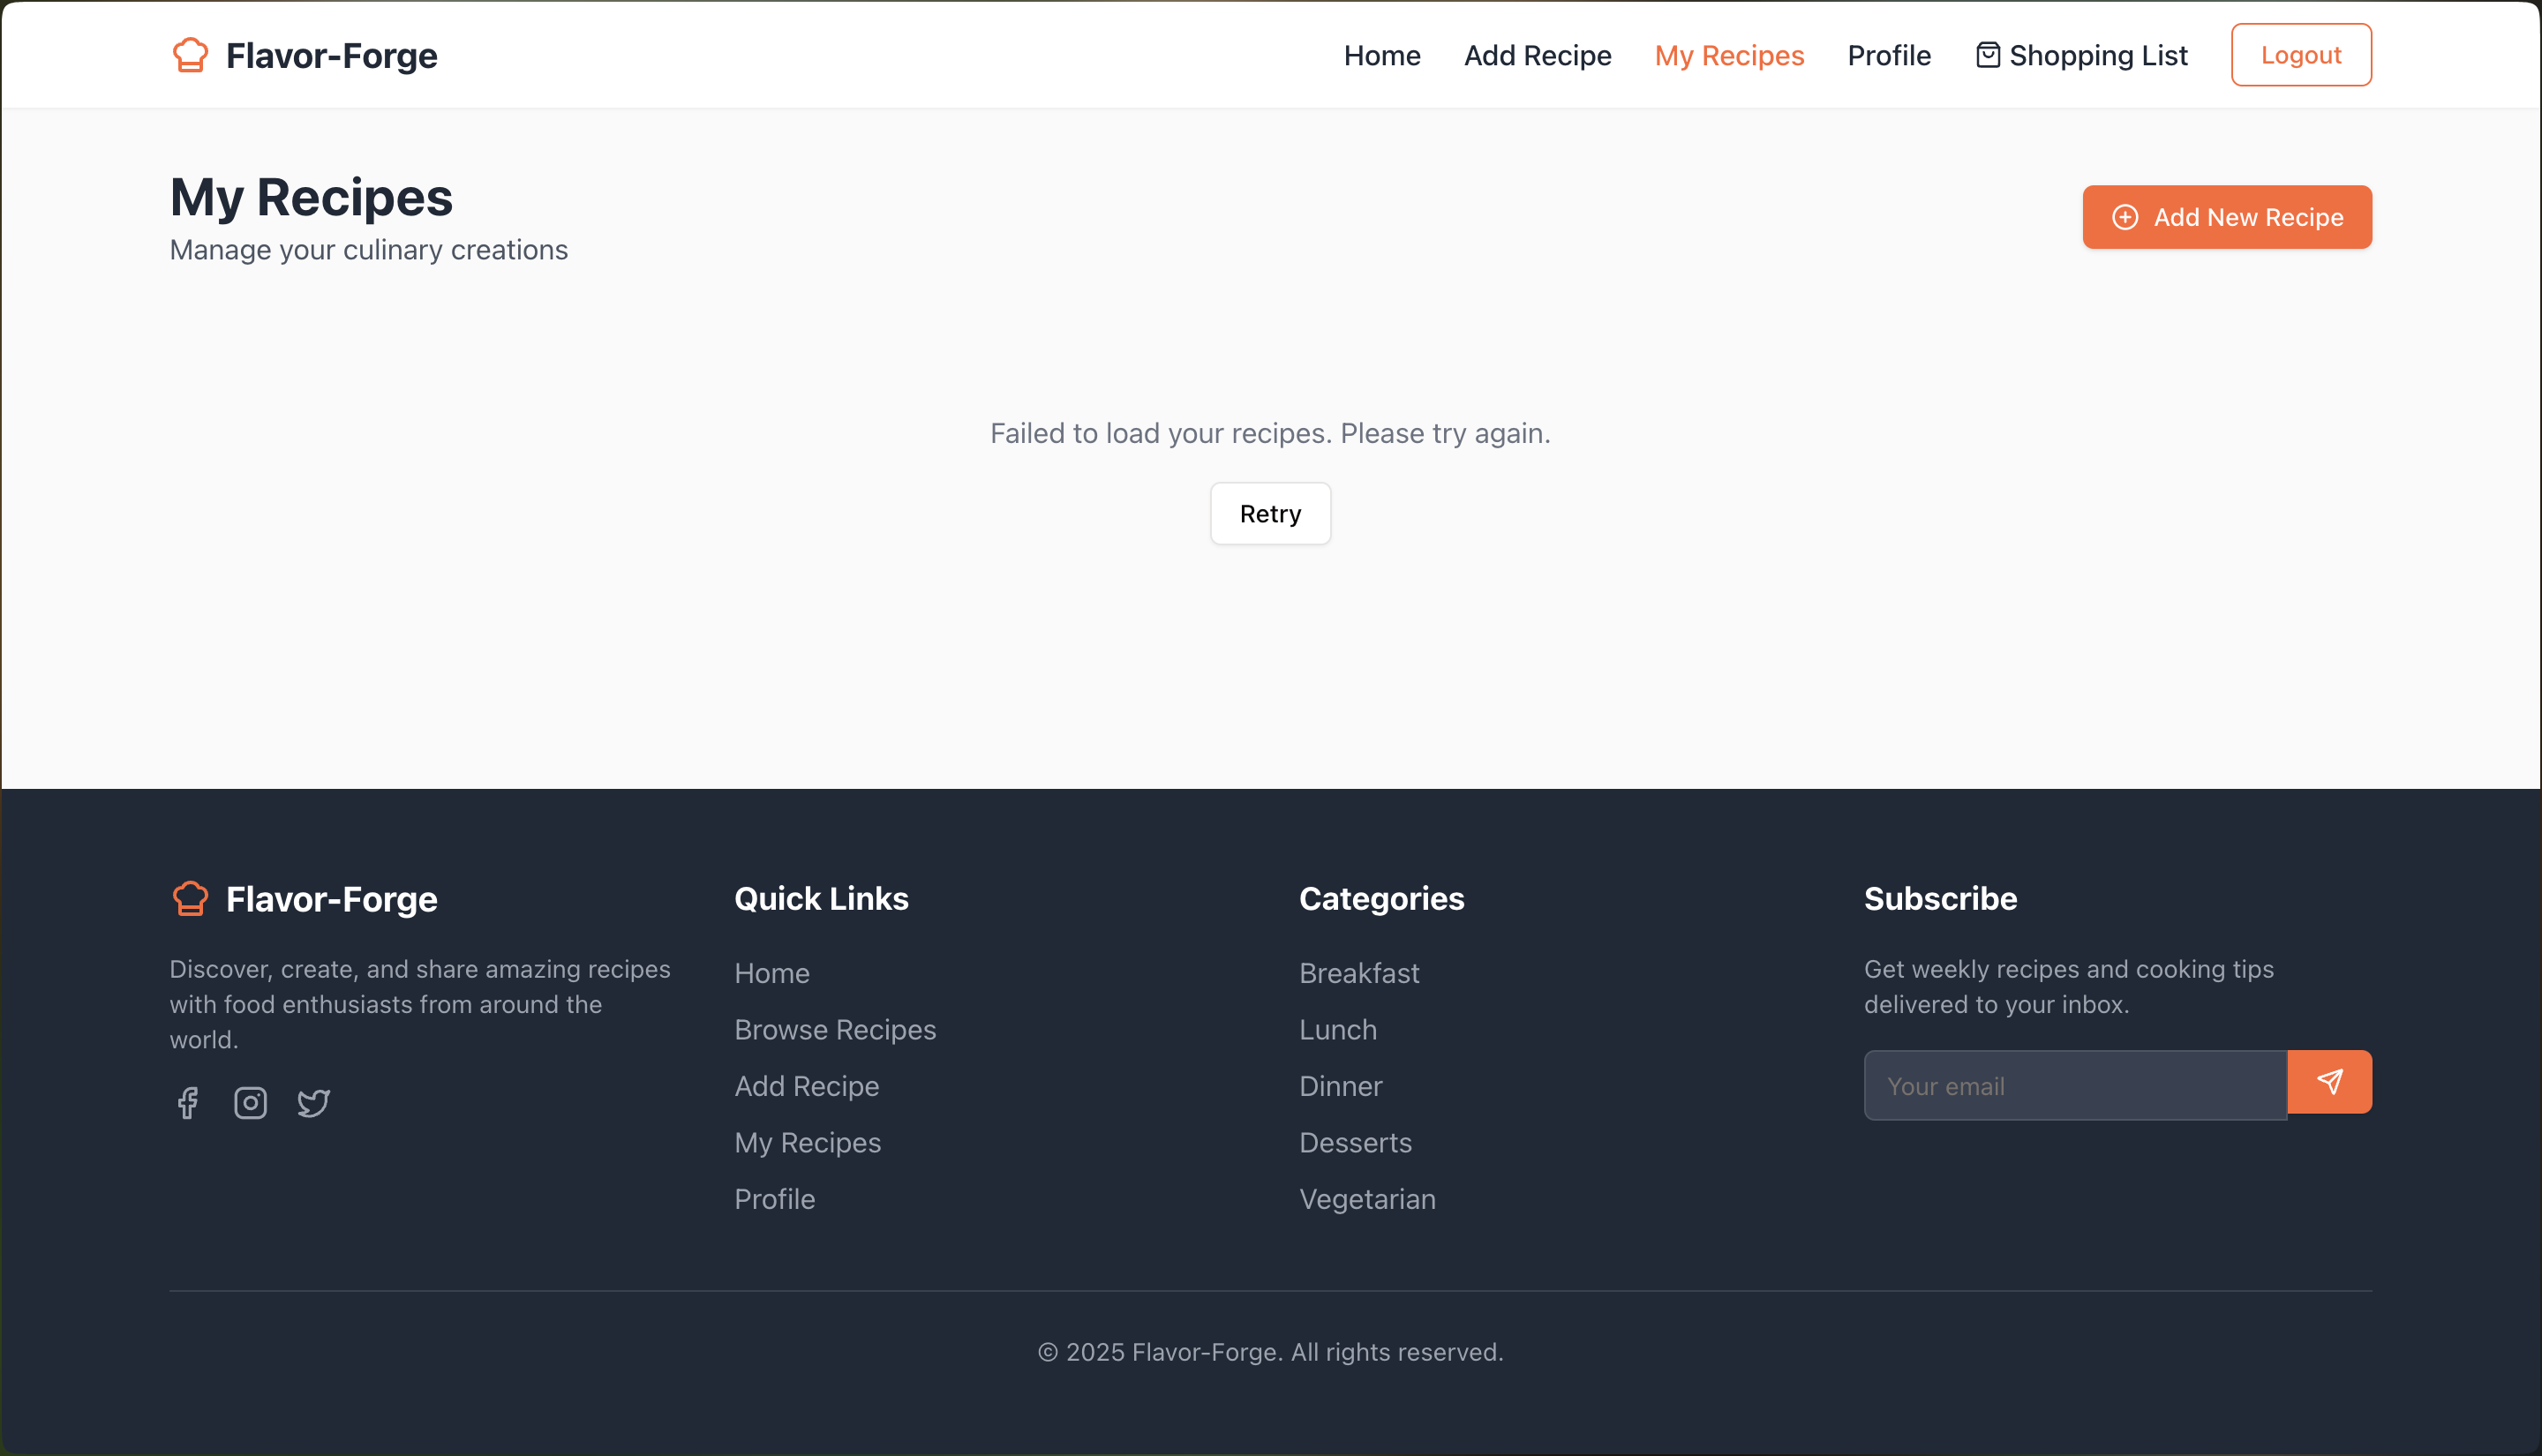 Flavor-Forge
Home
Add Recipe
My Recipes
Profile
Shopping List
Logout
My Recipes
Manage your culinary creations
Add New Recipe
Failed to load your recipes. Please try again.
Retry
Flavor-Forge
Discover, create, and share amazing recipes
with food enthusiasts from around the
world.
Quick Links
Home
Browse Recipes
Add Recipe
My Recipes
Profile
Categories
Breakfast
Lunch
Dinner
Desserts
Vegetarian
Subscribe
Get weekly recipes and cooking tips
delivered to your inbox.
Your email
© 2025 Flavor-Forge. All rights reserved.